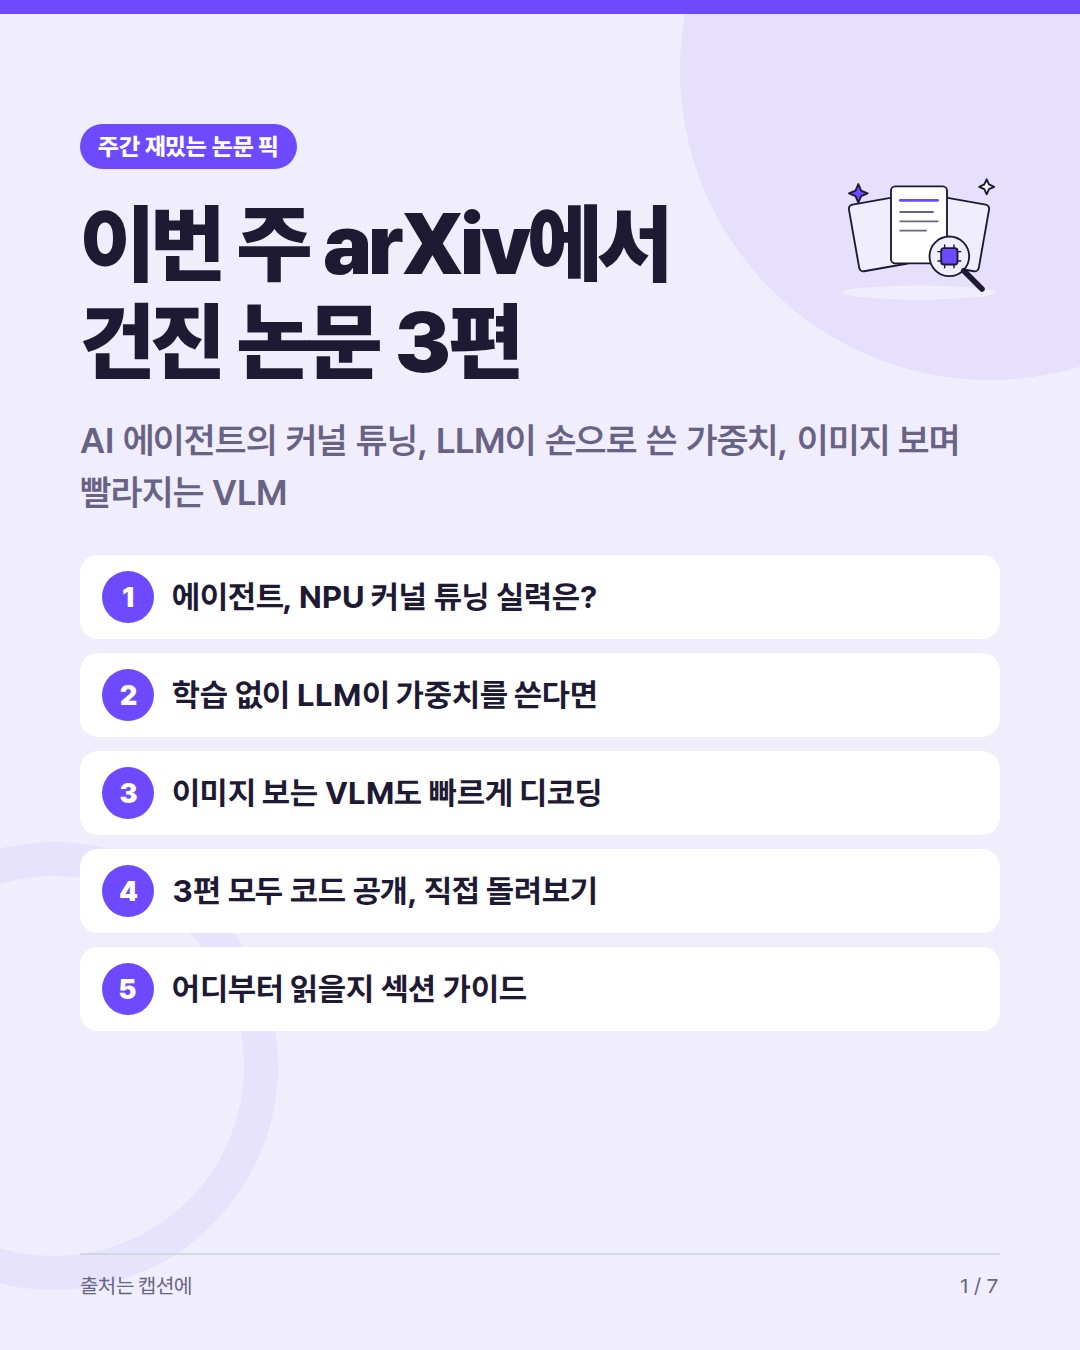 주간 재밌는 논문 픽
이번 주 arXiv에서
건진 논문 3편
AI 에이전트의 커널 튜닝, LLM이 손으로 쓴 가중치, 이미지 보며
빨라지는 VLM
1 에이전트, NPU 커널 튜닝 실력은?
2 학습 없이 LLM이 가중치를 쓴다면
3 이미지 보는 VLM도 빠르게 디코딩
4 3편 모두 코드 공개, 직접 돌려보기
5 어디부터 읽을지 섹션 가이드
출처는 캡션에
1 / 7